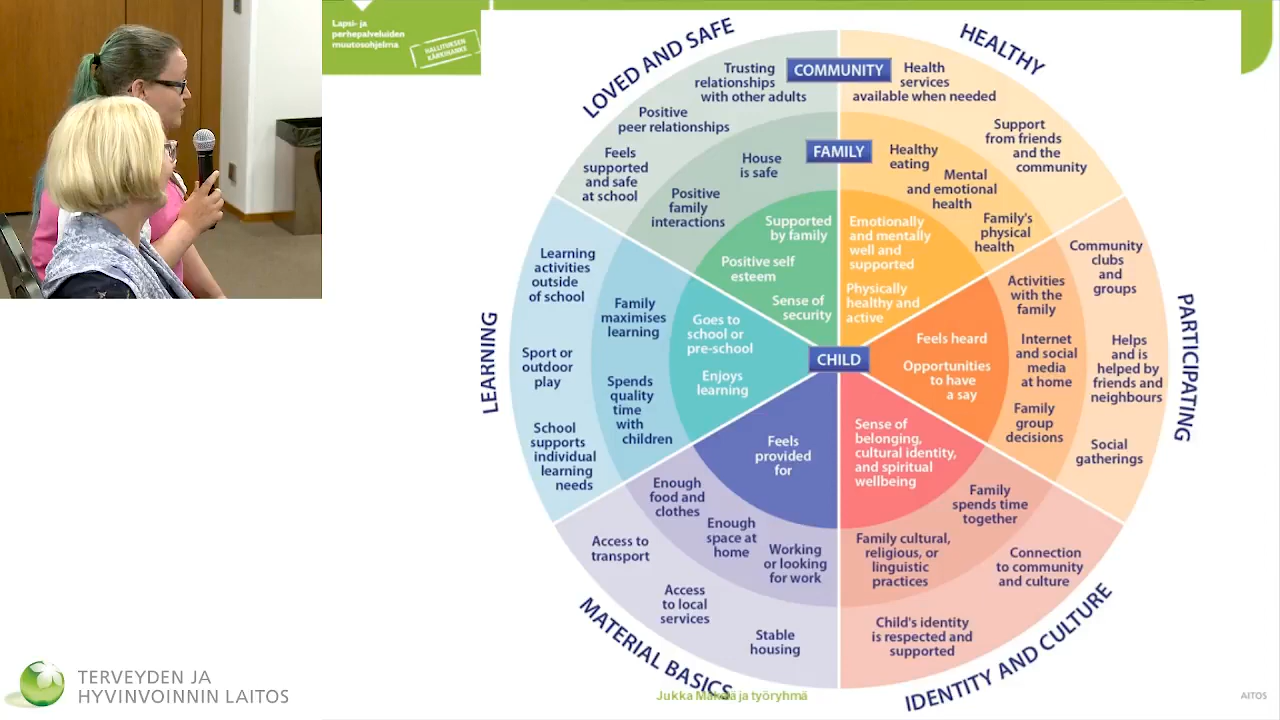 Lapsi- ja
perhepalveluiden
muutosohjelma
HALLITUKSEN
KÄRKIHANKE
LOVED AND SAFE
HEALTHY
PARTICIPATING
IDENTITY AND CULTURE
MATERIAL BASICS
LEARNING
COMMUNITY
FAMILY
CHILD
Trusting
relationships
with other adults
Positive
peer relationships
Feels
supported
and safe
at school
House
is safe
Positive
family
interactions
Supported
by family
Positive self
esteem
Sense of
security
Health
services
available when needed
Support
from friends
and the
community
Healthy
eating
Mental
and emotional
health
Family's
physical
health
Emotionally
and mentally
well and
supported
Physically
healthy and
active
Community
clubs
and
groups
Helps
and is
helped by
friends and
neighbours
Social
gatherings
Activities
with the
family
Internet
and social
media
at home
Family
group
decisions
Feels heard
Opportunities
to have
a say
Sense of
belonging,
cultural identity,
and spiritual
wellbeing
Family
spends time
together
Family cultural,
religious, or
linguistic
practices
Connection
to community
and culture
Child's identity
is respected and
supported
Feels
provided
for
Enough
food and
clothes
Enough
space at
home
Working
or looking
for work
Access to
transport
Access
to local
services
Stable
housing
Goes to
school or
pre-school
Enjoys
learning
Family
maximises
learning
Spends
quality
time
with
children
Learning
activities
outside
of school
Sport or
outdoor
play
School
supports
individual
learning
needs
Jukka Mäkelä ja työryhmä
AITOS
TERVEYDEN JA
HYVINVOINNIN LAITOS